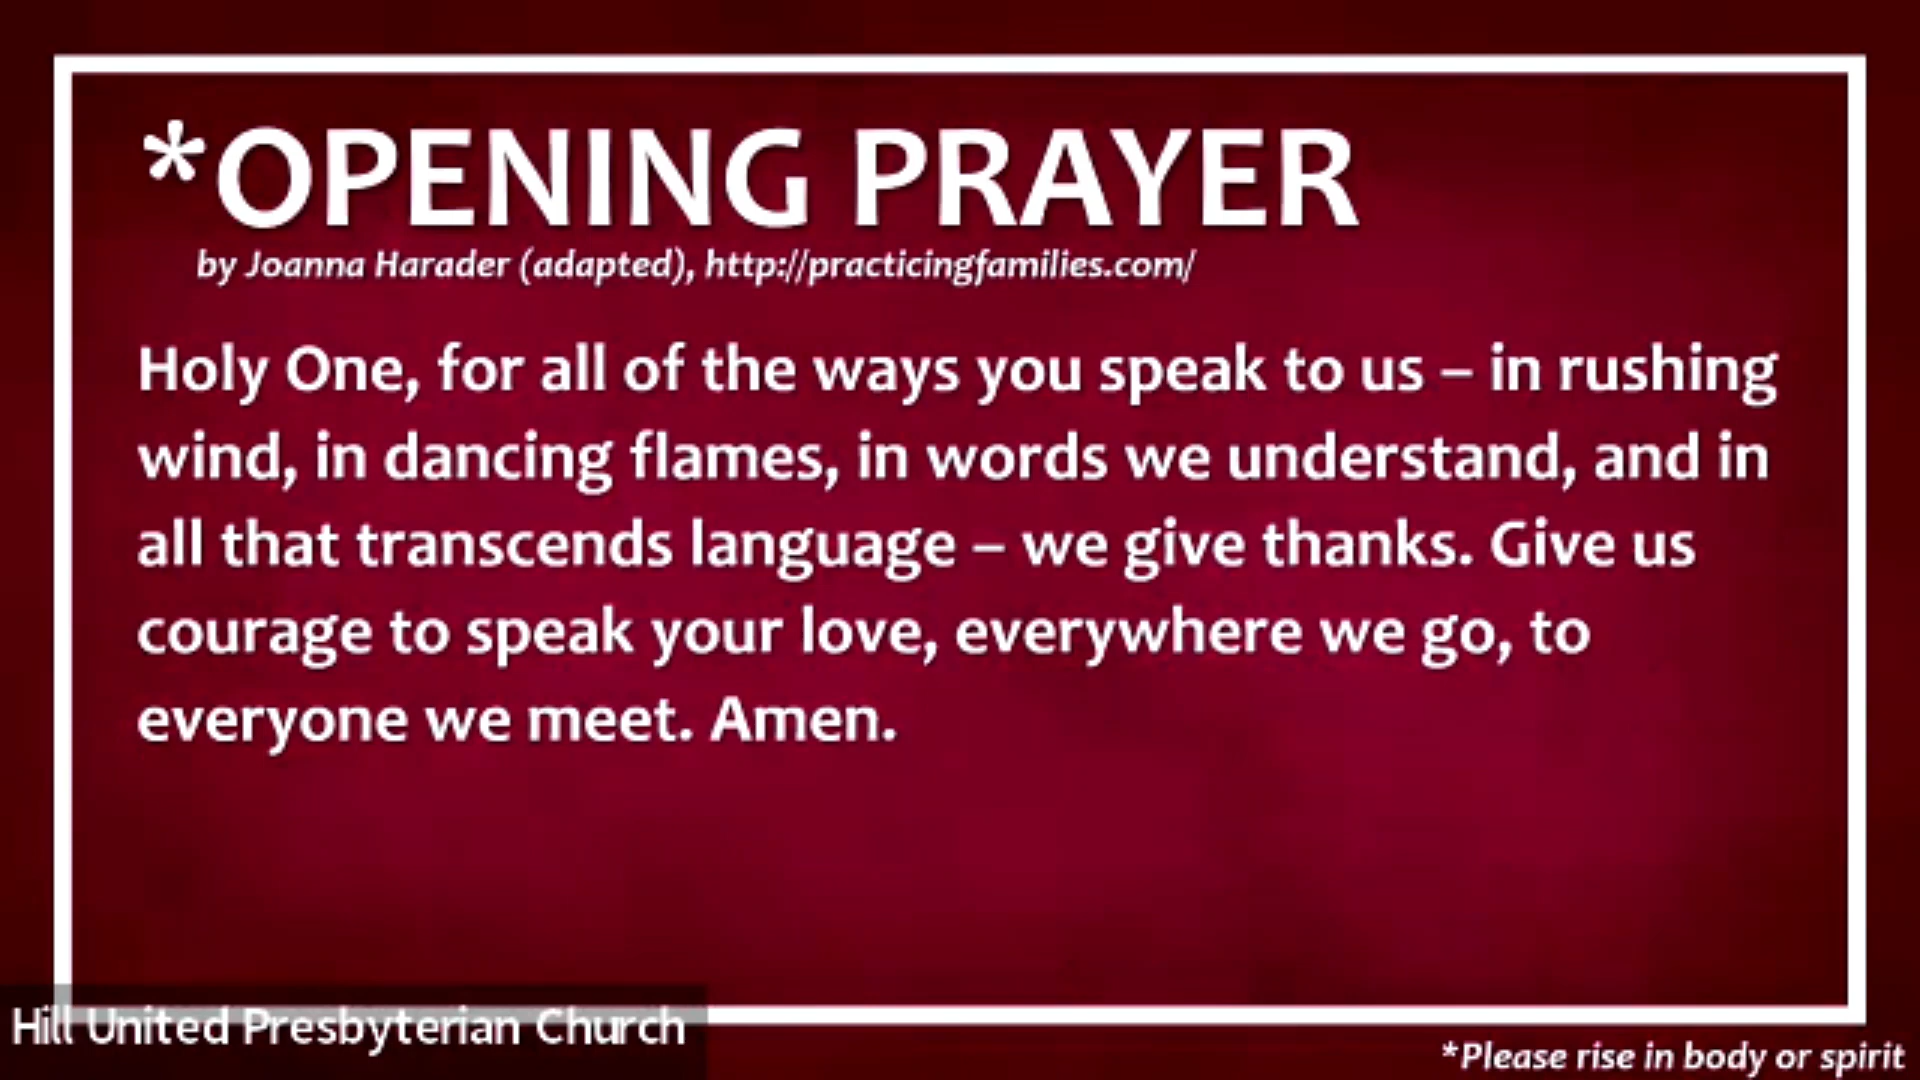 *OPENING PRAYER
by Joanna Harader (adapted), http://practicingfamilies.com/
Holy One, for all of the ways you speak to us – in rushing
wind, in dancing flames, in words we understand, and in
all that transcends language – we give thanks. Give us
courage to speak your love, everywhere we go, to
everyone we meet. Amen.
Hill United Presbyterian Church
*Please rise in body or spirit